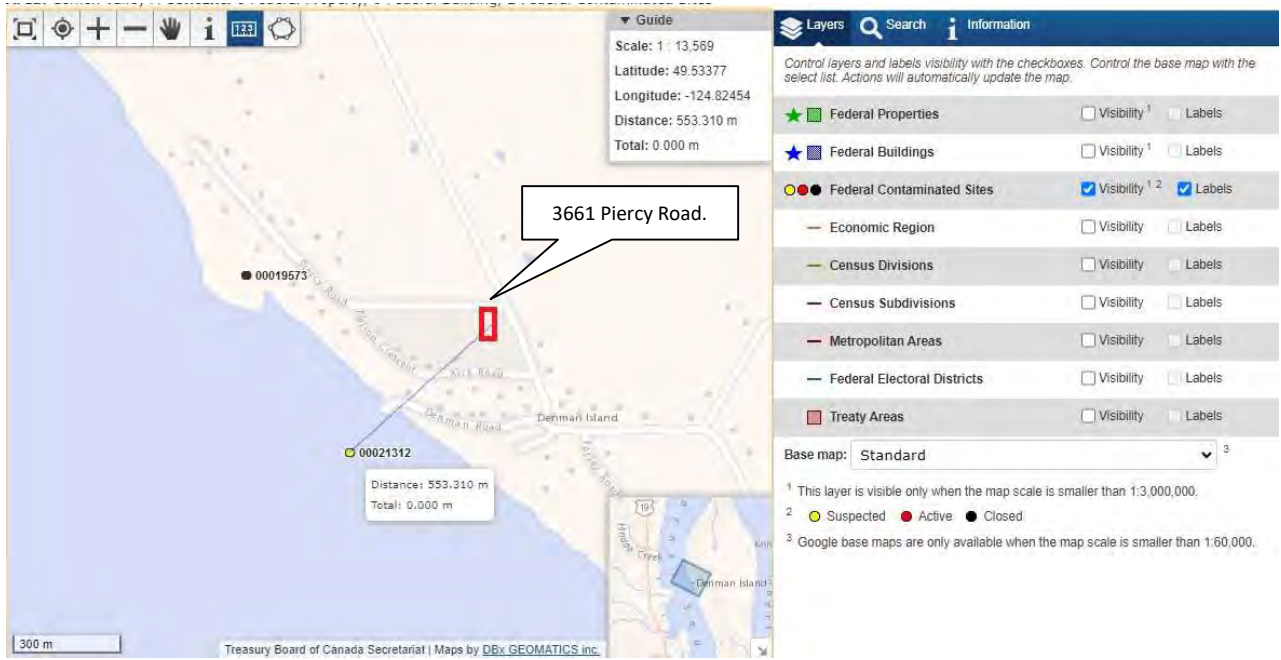 123
▼ Guide
Scale: 1 : 13,569
Latitude: 49.53377
Longitude: -124.82454
Distance: 553.310 m
Total: 0.000 m
3661 Piercy Road.
00019573
Piercy Road
Kirk Road
Denman Road
Denman Island
00021312
Distance: 553.310 m
Total: 0.000 m
19
Denman Island
300 m
Treasury Board of Canada Secretariat | Maps by DBx GEOMATICS inc.
Layers Search Information
Control layers and labels visibility with the checkboxes. Control the base map with the
select list. Actions will automatically update the map.
Federal Properties Visibility 1 Labels
Federal Buildings Visibility 1 Labels
Federal Contaminated Sites Visibility 1 2 Labels
Economic Region Visibility Labels
Census Divisions Visibility Labels
Census Subdivisions Visibility Labels
Metropolitan Areas Visibility Labels
Federal Electoral Districts Visibility Labels
Treaty Areas Visibility Labels
Base map: Standard 3
1 This layer is visible only when the map scale is smaller than 1:3,000,000.
2 Suspected Active Closed
3 Google base maps are only available when the map scale is smaller than 1:60,000.